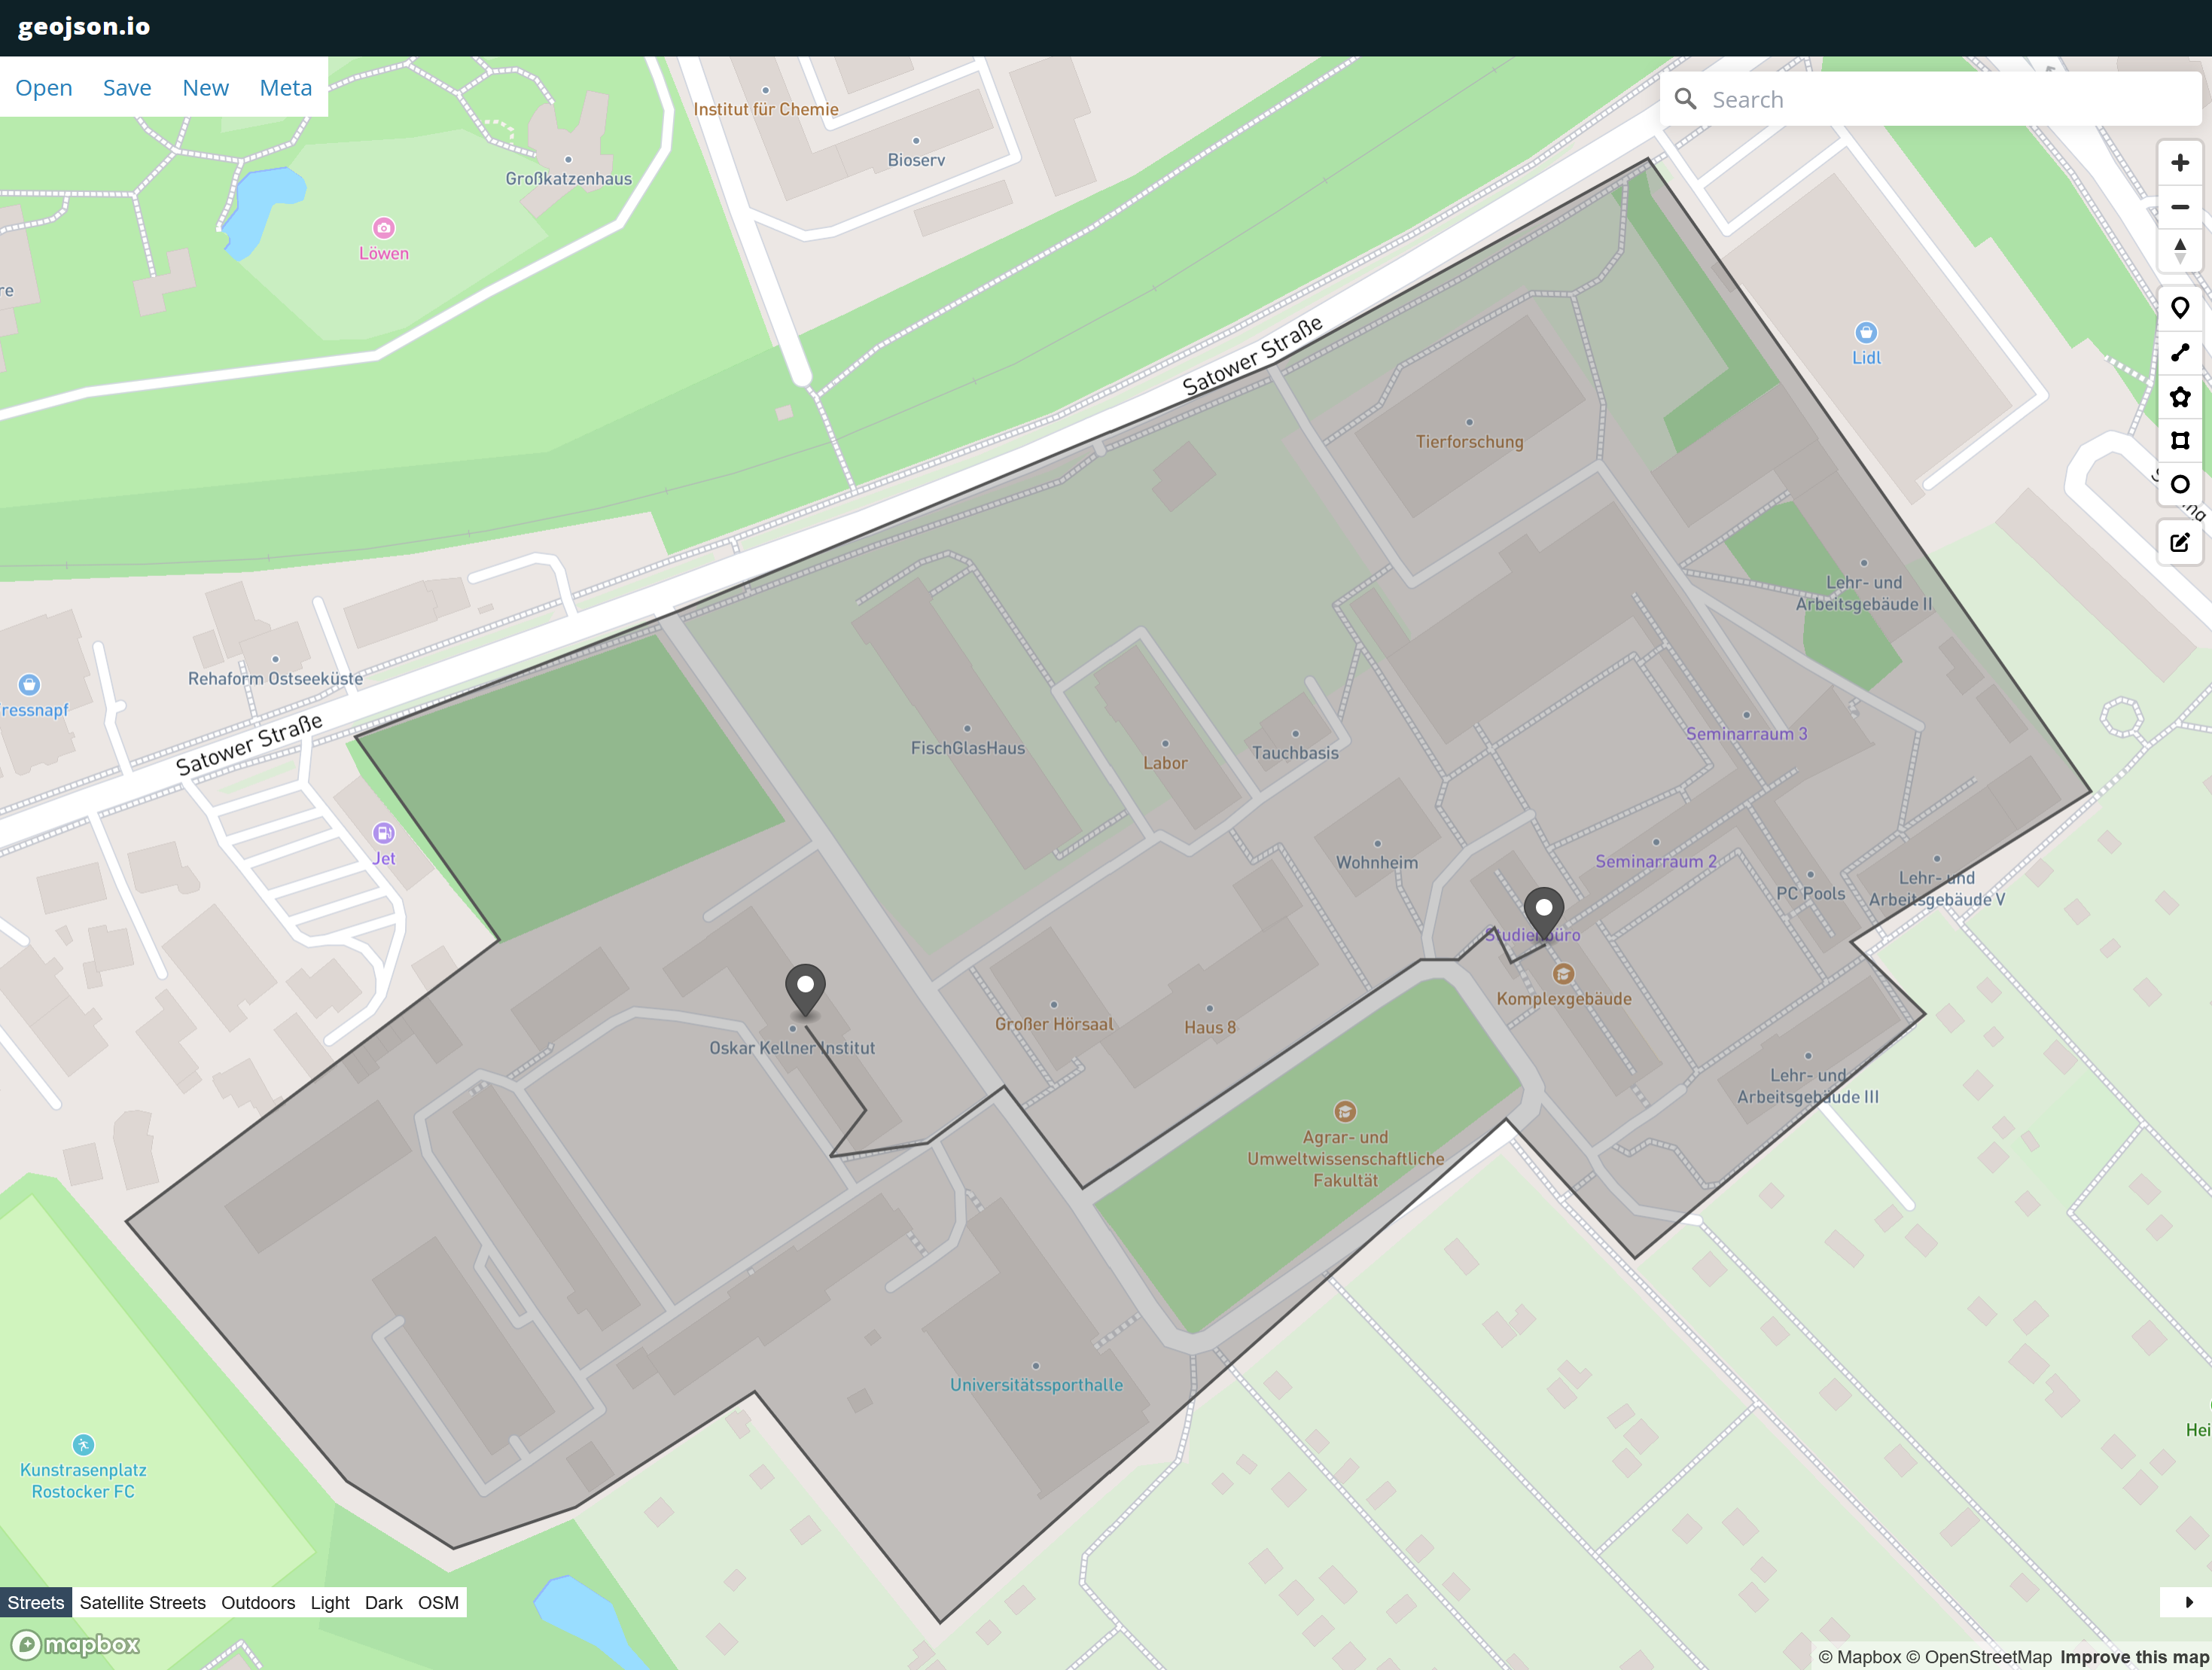 geojson.io
Open Save New Meta
Search
Institut für Chemie
Bioserv
Großkatzenhaus
Löwen
re
Lidl
Satower Straße
Tierforschung
Lehr- und
Arbeitsgebäude II
Rehaform Ostseeküste
ressnapf
Satower Straße
FischGlasHaus
Labor
Tauchbasis
Seminarraum 3
Jet
Wohnheim
Seminarraum 2
PC Pools
Lehr- und
Arbeitsgebäude V
Studienbüro
Komplexgebäude
Großer Hörsaal
Haus 8
Oskar Kellner Institut
Lehr- und
Arbeitsgebäude III
Agrar- und
Umweltwissenschaftliche
Fakultät
Universitätssporthalle
Hei
Kunstrasenplatz
Rostocker FC
Streets Satellite Streets Outdoors Light Dark OSM
mapbox
© Mapbox © OpenStreetMap Improve this map